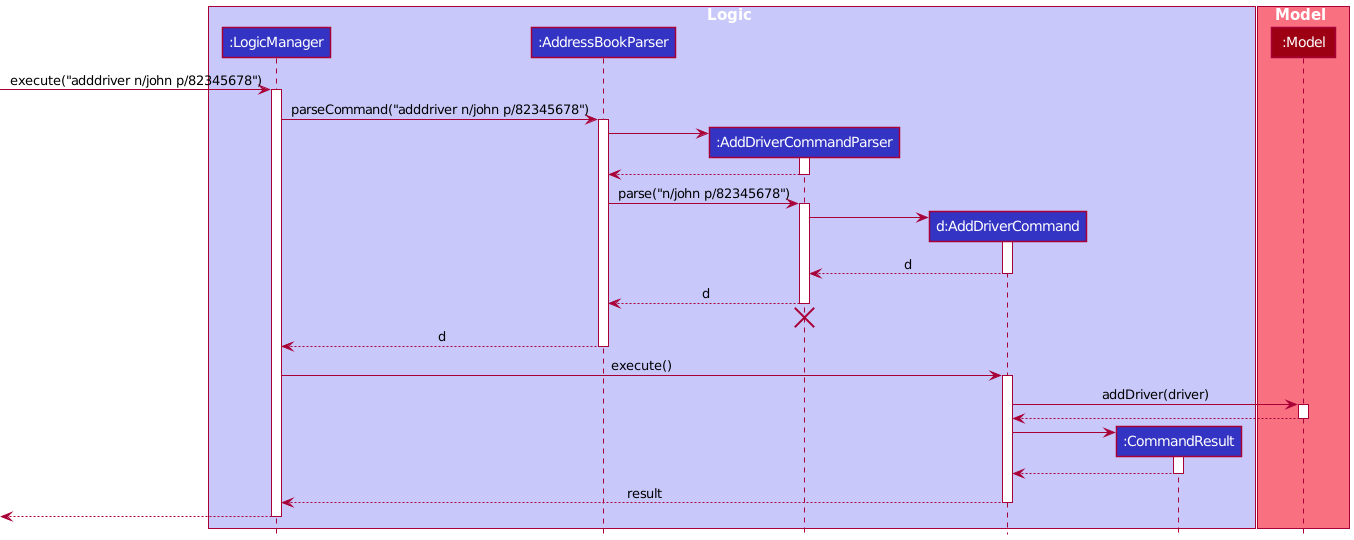 Logic
Model
:LogicManager
:AddressBookParser
:Model
execute("adddriver n/john p/82345678")
parseCommand("adddriver n/john p/82345678")
:AddDriverCommandParser
parse("n/john p/82345678")
d:AddDriverCommand
d
d
d
execute()
addDriver(driver)
:CommandResult
result